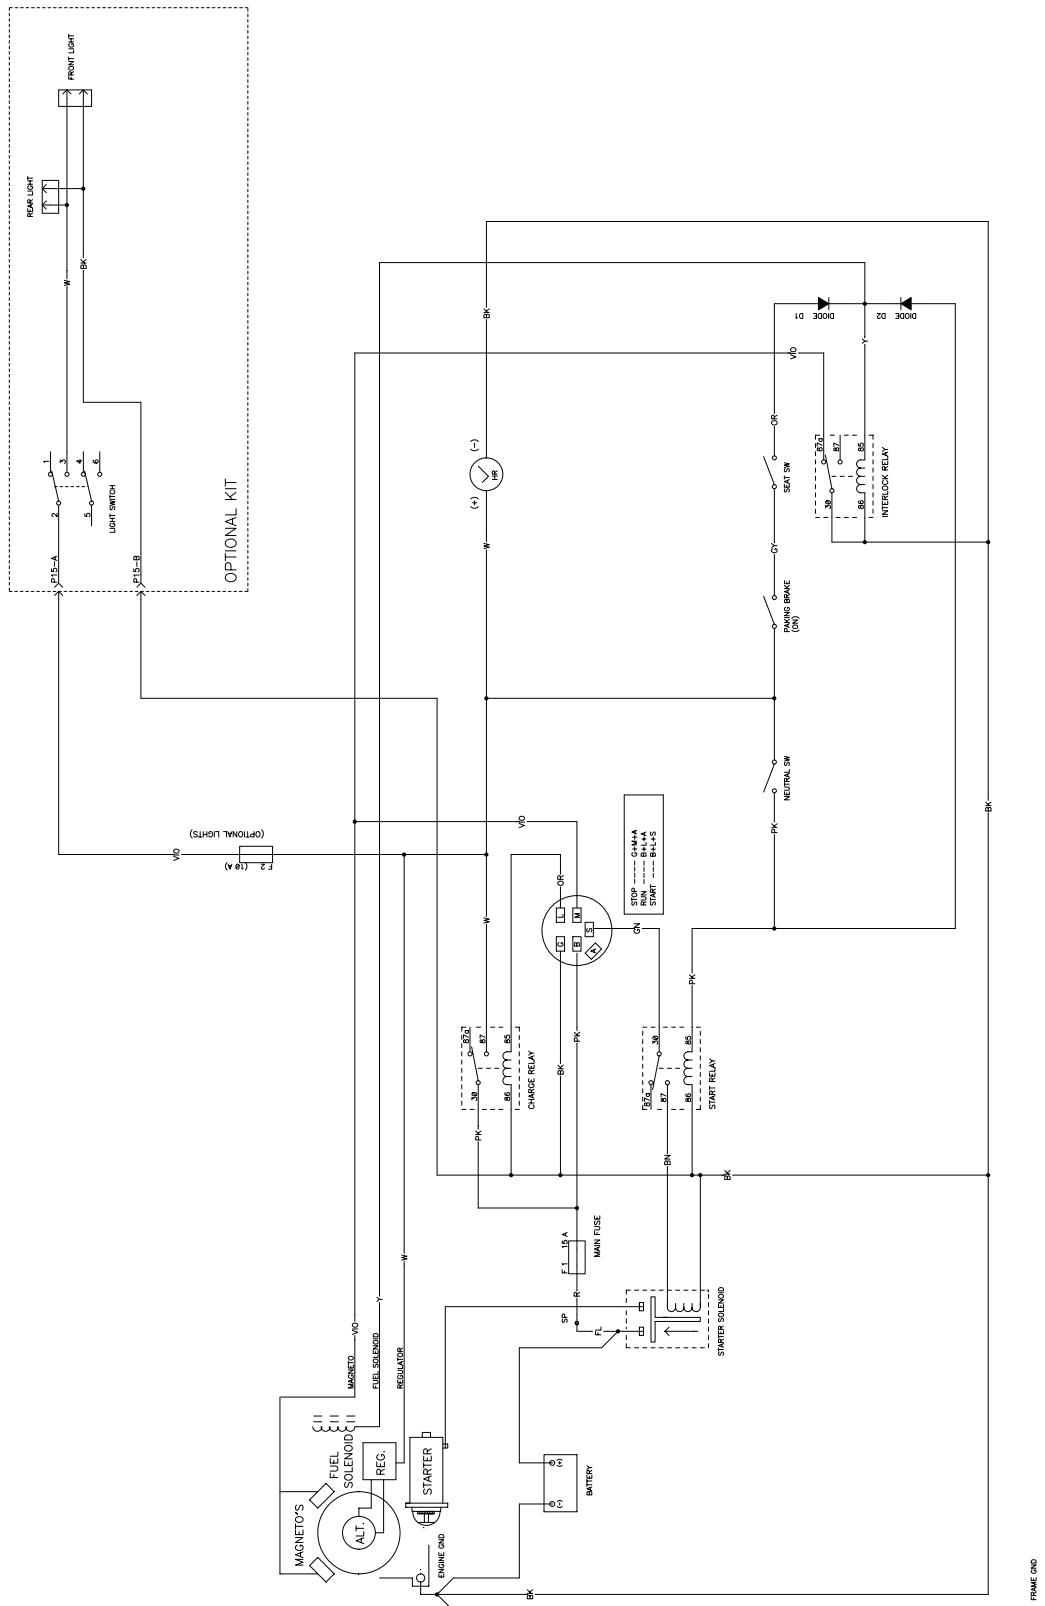 FRONT LIGHT
REAR LIGHT
W
BK
1
3
4
6
2
5
LIGHT SWITCH
P15-A
P15-B
OPTIONAL KIT
VIO
F 2 (10 A)
(OPTIONAL LIGHTS)
BK
(-)
HR
(+)
W
VIO
D1 DIODE
D2 DIODE
Y
OR
SEAT SW
GY
PAKING BRAKE
(ON)
NEUTRAL SW
PK
87a
87
85
30
86
INTERLOCK RELAY
VIO
OR
L
M
G
B
S
A
GN
STOP ----- G+M+A
RUN ---- B+L+A
START --- B+L+S
BK
W
87a
87
85
30
86
CHARGE RELAY
PK
BK
PK
PK
30
85
87a
87
86
START RELAY
BN
BK
F 1 15 A
MAIN FUSE
R
SP
FL
STARTER SOLENOID
W
Y
VIO
MAGNETO
FUEL SOLENOID
REGULATOR
FUEL
SOLENOID
MAGNETO'S
REG.
ALT.
STARTER
ENGINE GND
(+)
(-)
BATTERY
BK
FRAME GND